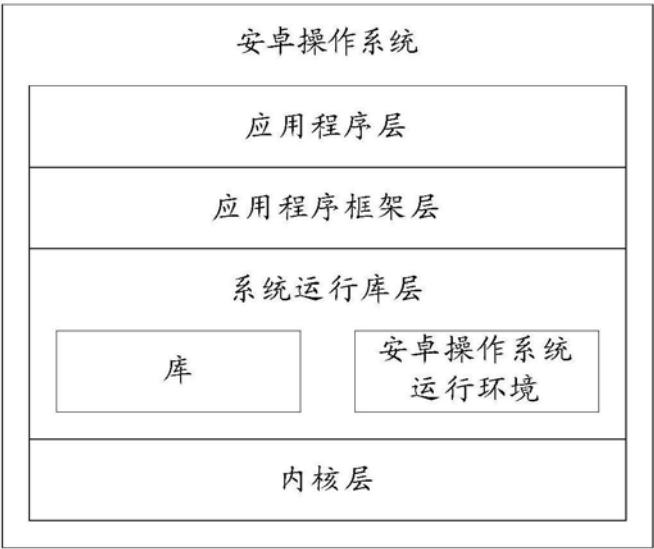 安卓操作系统
应用程序层
应用程序框架层
系统运行库层
库
安卓操作系统
运行环境
内核层